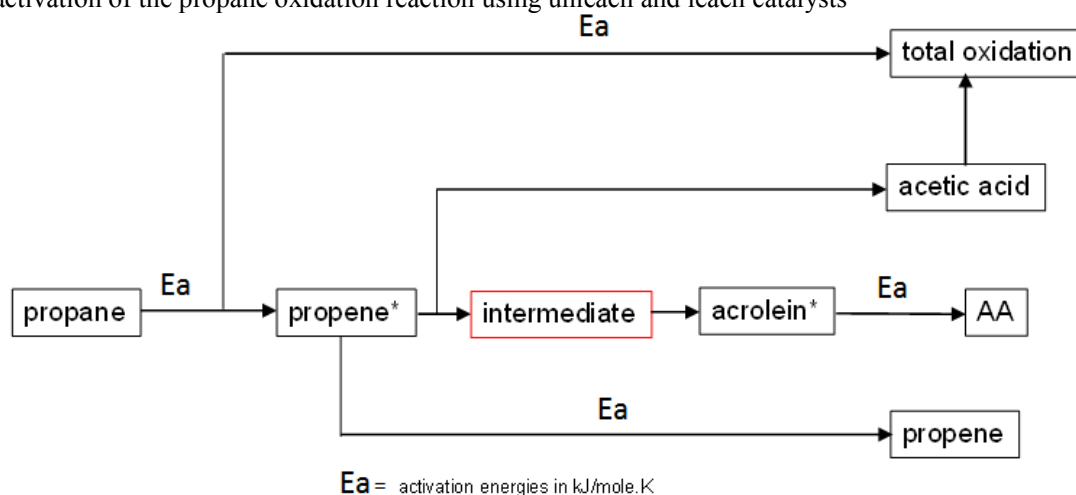 activation of the propane oxidation reaction using unleach and leach catalysts
Ea
total oxidation
acetic acid
Ea
Ea
propane
propene*
intermediate
acrolein*
AA
Ea
propene
Ea = activation energies in kJ/mole.K